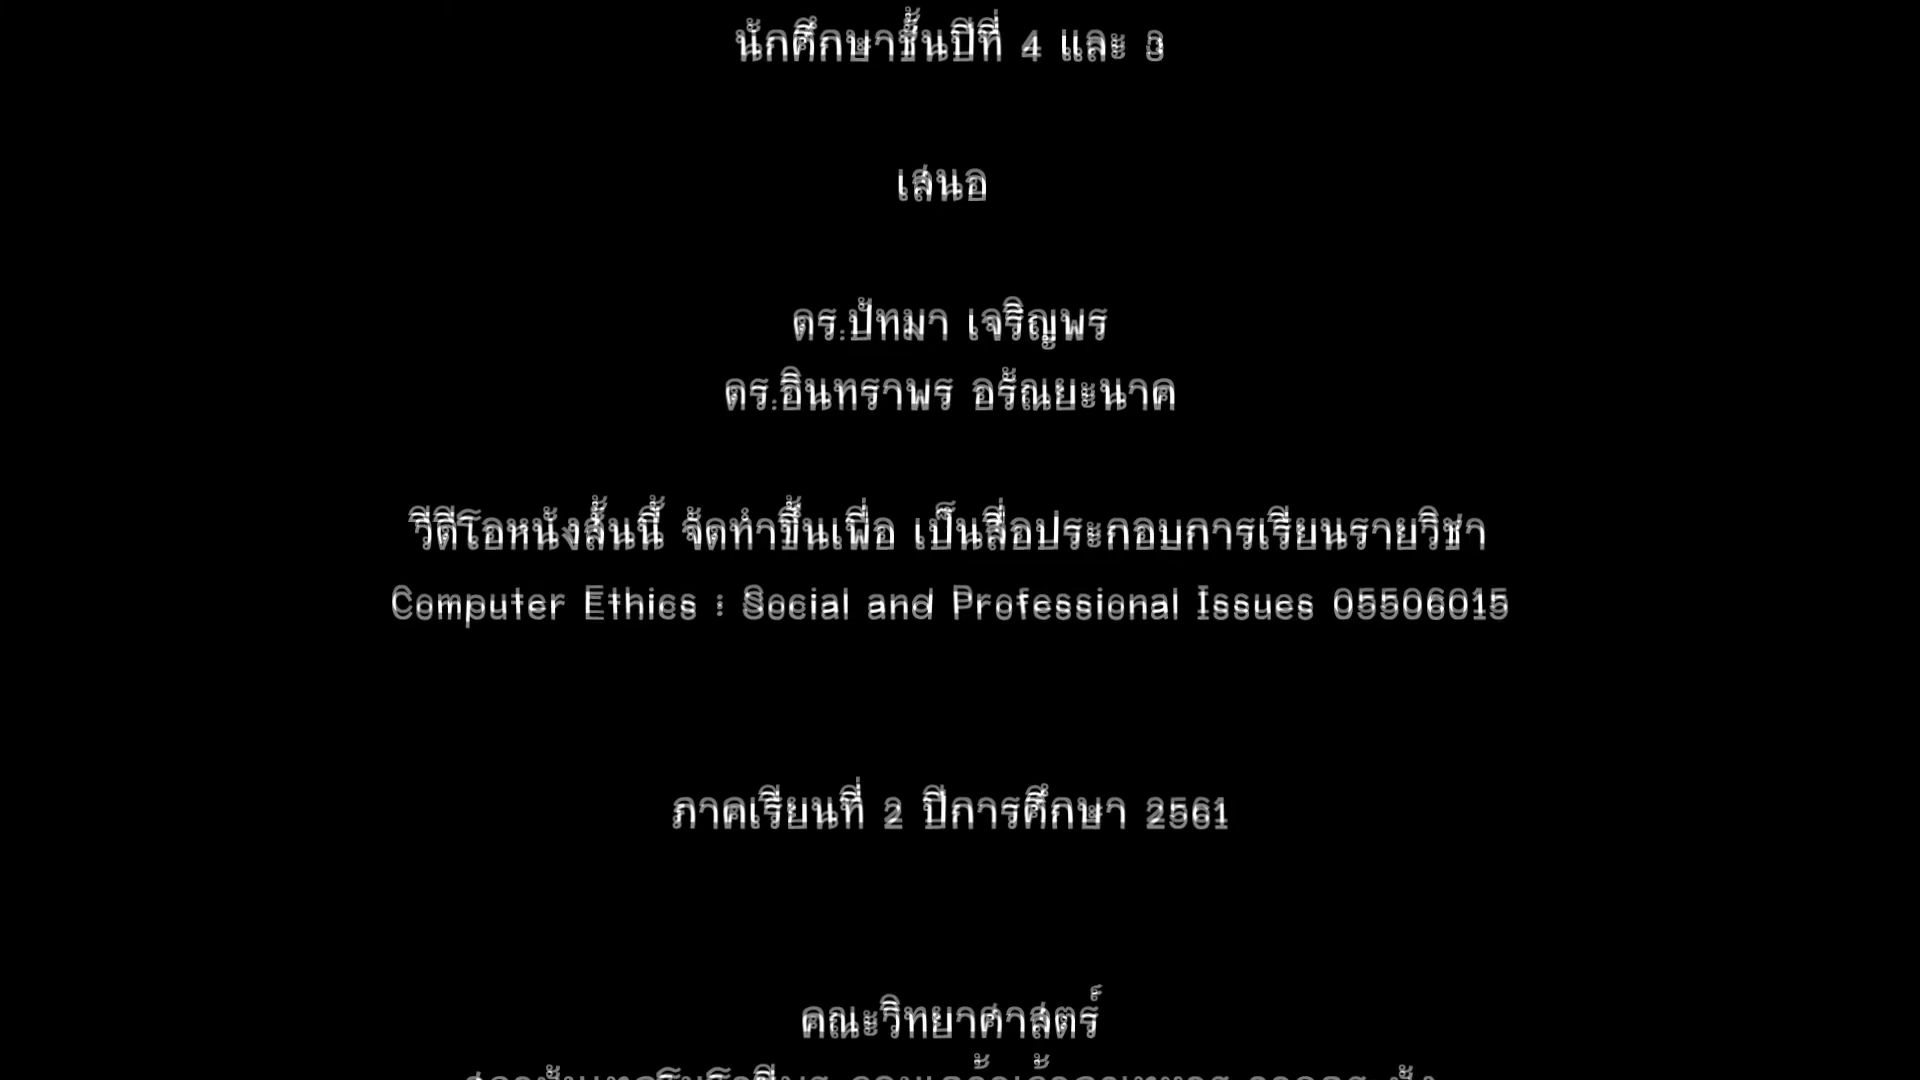 นักศึกษาชั้นปีที่ 4 และ 3
เสนอ
ดร.ปัทมา เจริญพร
ดร.อินทราพร อรัณยะนาค
วีดีโอหนังสั้นนี้ จัดทำขึ้นเพื่อ เป็นสื่อประกอบการเรียนรายวิชา
Computer Ethics : Social and Professional Issues 05506015
ภาคเรียนที่ 2 ปีการศึกษา 2561
คณะวิทยาศาสตร์